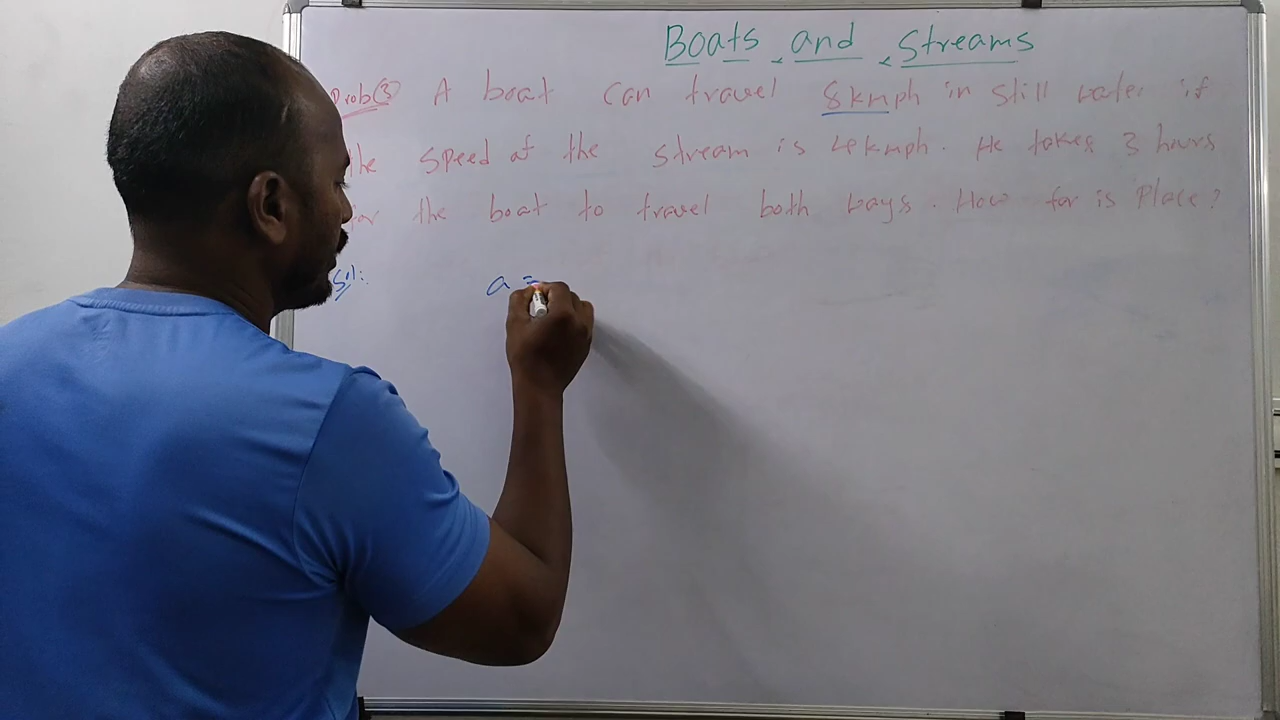 Boats and Streams
Prob(3) A boat can travel 8kmph in still water if
the speed of the stream is 4kmph. He takes 3 hours
for the boat to travel both ways. How far is Place?
Sol: a =